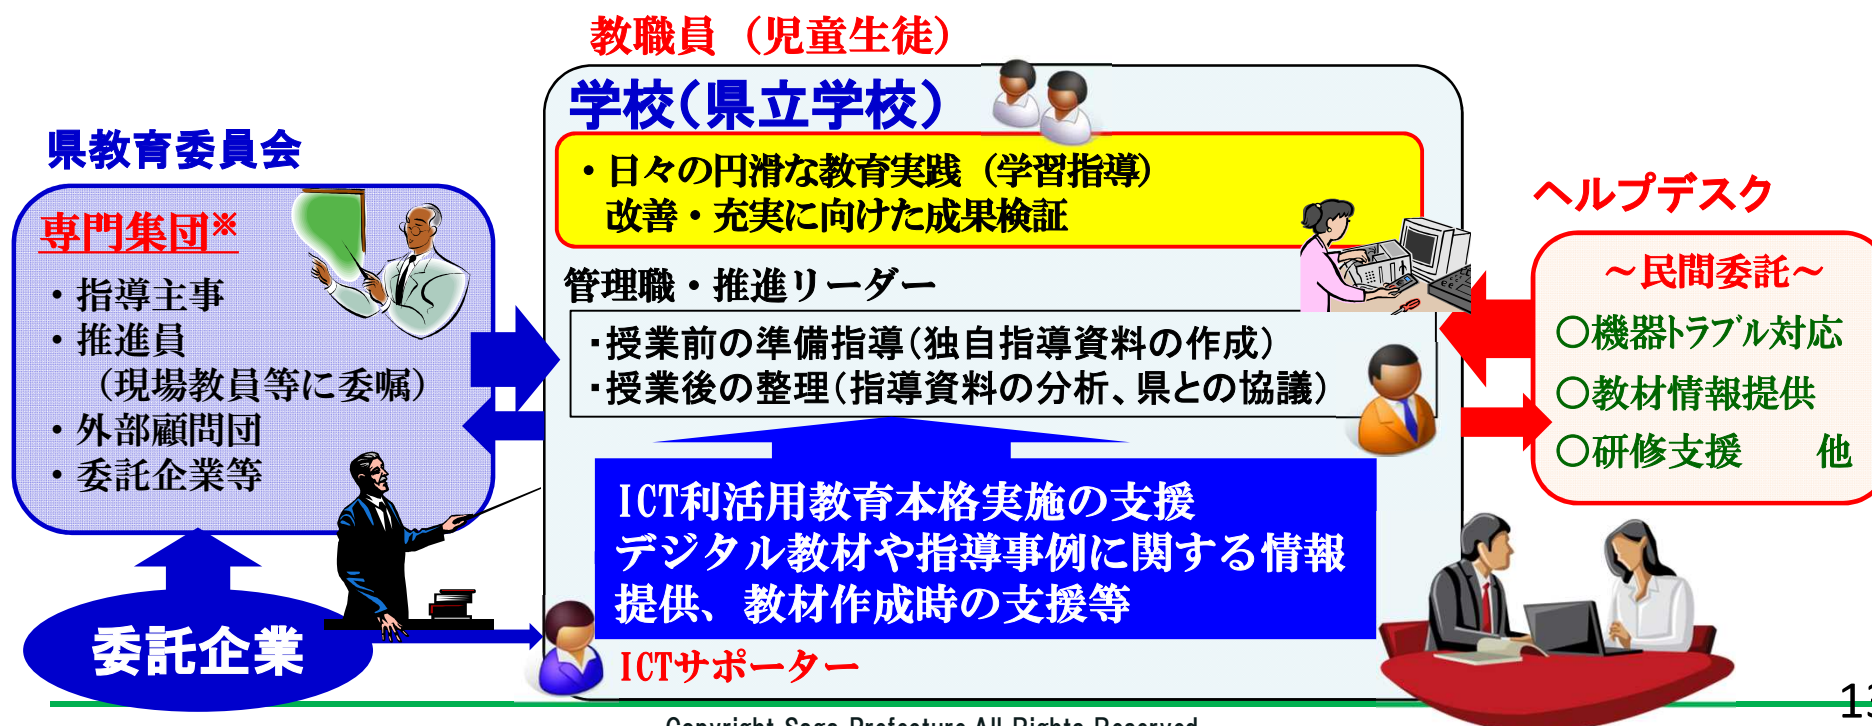 教職員（児童生徒）
学校（県立学校）
・日々の円滑な教育実践（学習指導）
改善・充実に向けた成果検証
管理職・推進リーダー
・授業前の準備指導（独自指導資料の作成）
・授業後の整理（指導資料の分析、県との協議）
ICT利活用教育本格実施の支援
デジタル教材や指導事例に関する情報
提供、教材作成時の支援等
ICTサポーター
県教育委員会
専門集団※
・指導主事
・推進員
（現場教員等に委嘱）
・外部顧問団
・委託企業等
委託企業
ヘルプデスク
～民間委託～
○機器トラブル対応
○教材情報提供
○研修支援　他
Copyright Saga Prefecture All Rights Reserved